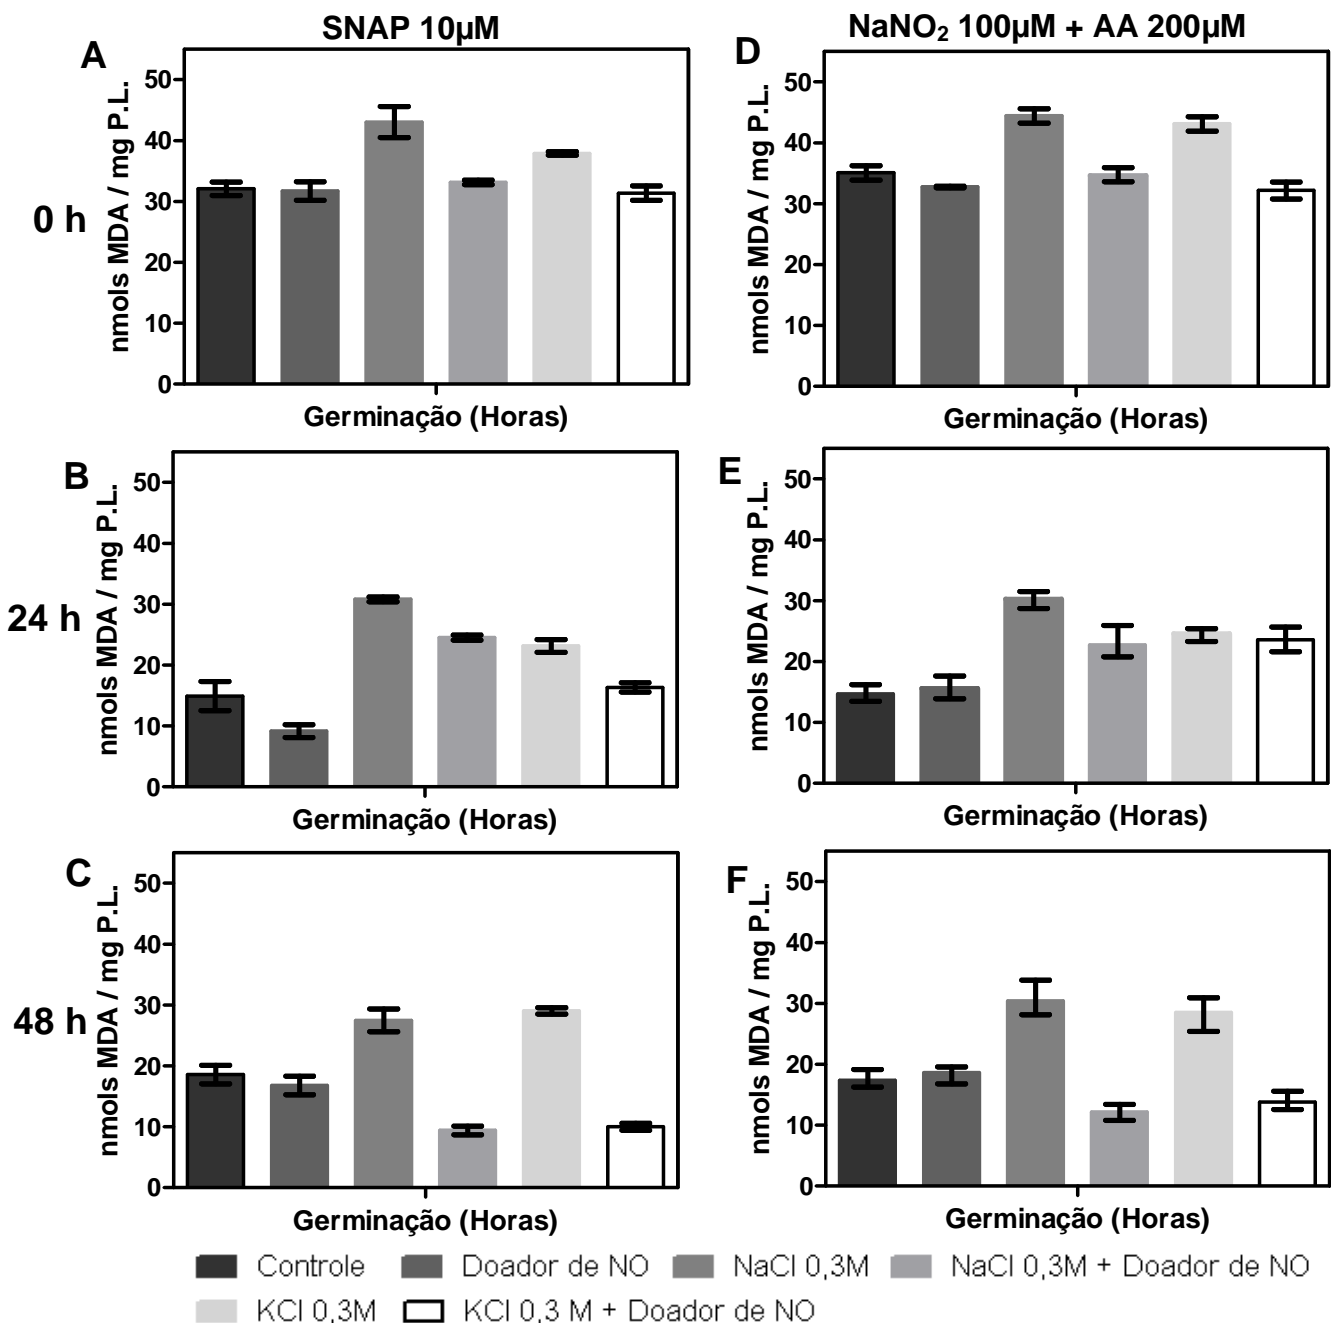 SNAP 10µM
NaNO₂ 100µM + AA 200µM
0 h
A
nmols MDA / mg P.L.
50
40
30
20
10
0
Germinação (Horas)
D
nmols MDA / mg P.L.
50
40
30
20
10
0
Germinação (Horas)
24 h
B
nmols MDA / mg P.L.
50
40
30
20
10
0
Germinação (Horas)
E
nmols MDA / mg P.L.
50
40
30
20
10
0
Germinação (Horas)
48 h
C
nmols MDA / mg P.L.
50
40
30
20
10
0
Germinação (Horas)
F
nmols MDA / mg P.L.
50
40
30
20
10
0
Germinação (Horas)
Controle Doador de NO NaCl 0,3M NaCl 0,3M + Doador de NO
KCl 0,3M KCl 0,3 M + Doador de NO